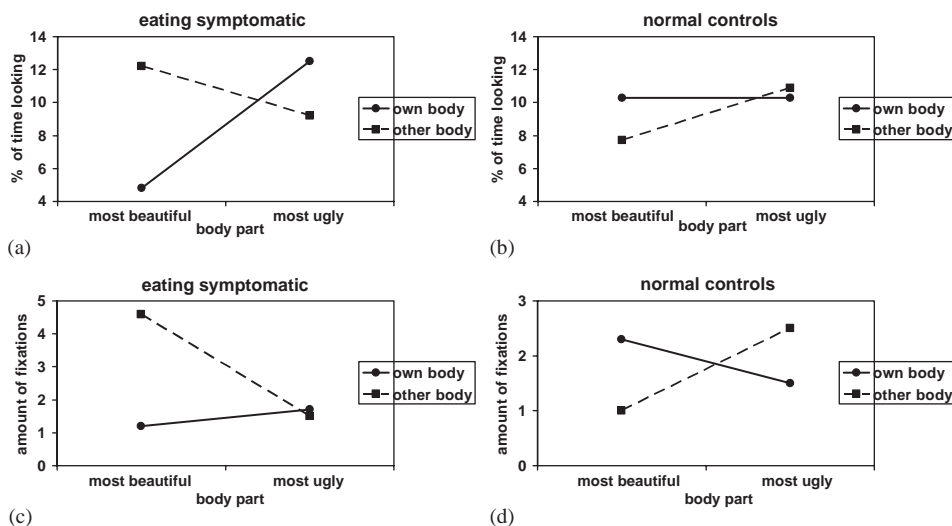 eating symptomatic
14
12
10
8
6
4
% of time looking
most beautiful
most ugly
body part
own body
other body
(a)
normal controls
14
12
10
8
6
4
% of time looking
most beautiful
most ugly
body part
own body
other body
(b)
eating symptomatic
5
4
3
2
1
0
amount of fixations
most beautiful
most ugly
body part
own body
other body
(c)
normal controls
3
2
1
0
amount of fixations
most beautiful
most ugly
body part
own body
other body
(d)